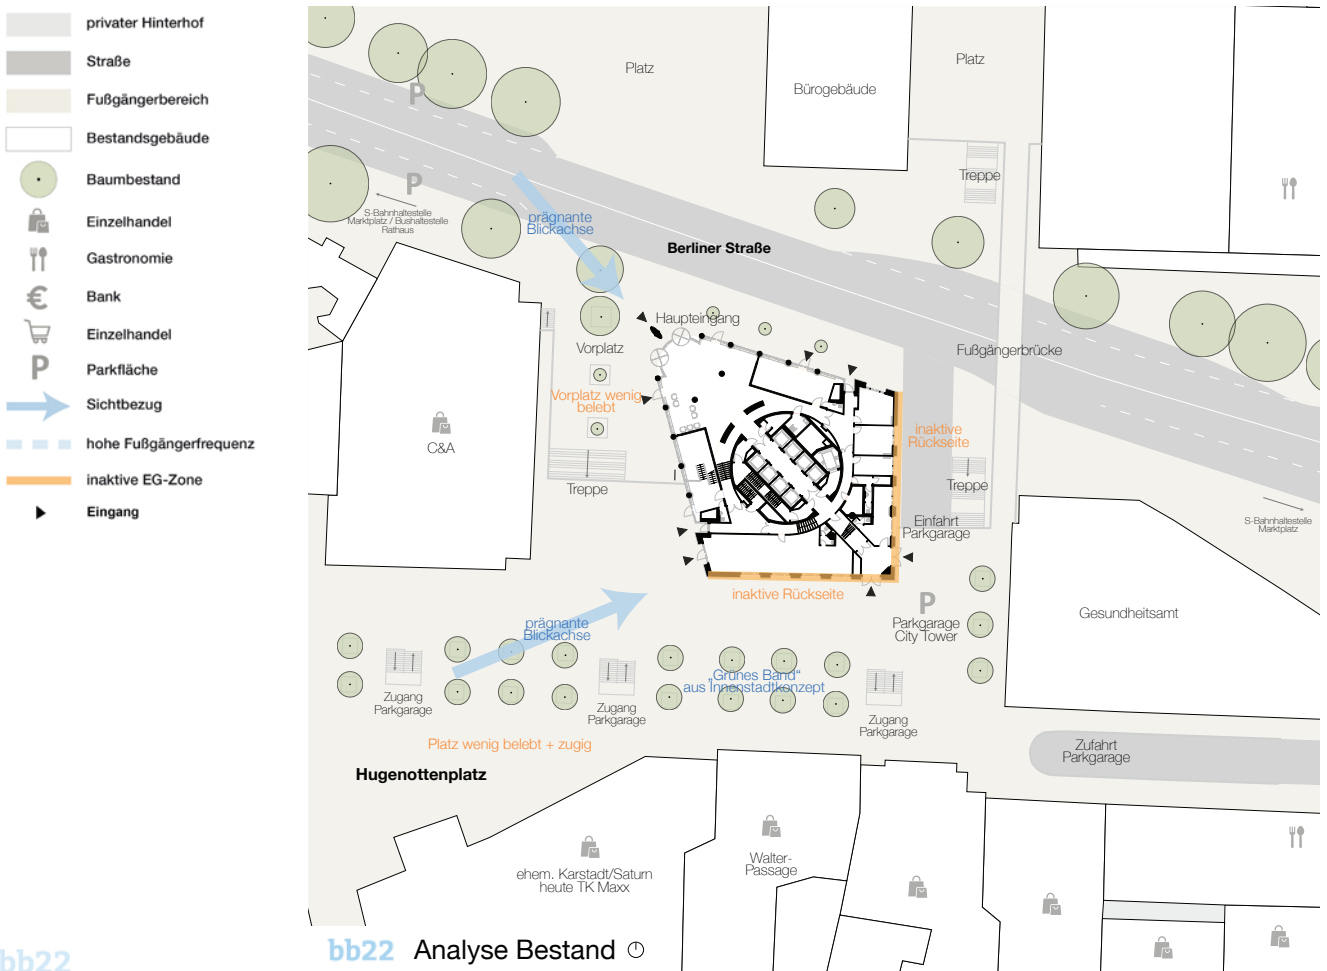 privater Hinterhof
Straße
Fußgängerbereich
Bestandsgebäude
Baumbestand
Einzelhandel
Gastronomie
Bank
Einzelhandel
P Parkfläche
Sichtbezug
hohe Fußgängerfrequenz
inaktive EG-Zone
Eingang
bb22
Platz
Platz
Bürogebäude
P
P
Treppe
S-Bahnhaltestelle
Marktplatz / Bushaltestelle
Rathaus
prägnante
Blickachse
Berliner Straße
Haupteingang
Vorplatz
Fußgängerbrücke
Vorplatz wenig
belebt
inaktive
Rückseite
C&A
Treppe
Treppe
Einfahrt
Parkgarage
S-Bahnhaltestelle
Marktplatz
inaktive Rückseite
P
Parkgarage
City Tower
Gesundheitsamt
prägnante
Blickachse
„Grünes Band“
aus Innenstadtkonzept
Zugang
Parkgarage
Zugang
Parkgarage
Zugang
Parkgarage
Platz wenig belebt + zugig
Zufahrt
Parkgarage
Hugenottenplatz
ehem. Karstadt/Saturn
heute TK Maxx
Walter-
Passage
bb22 Analyse Bestand